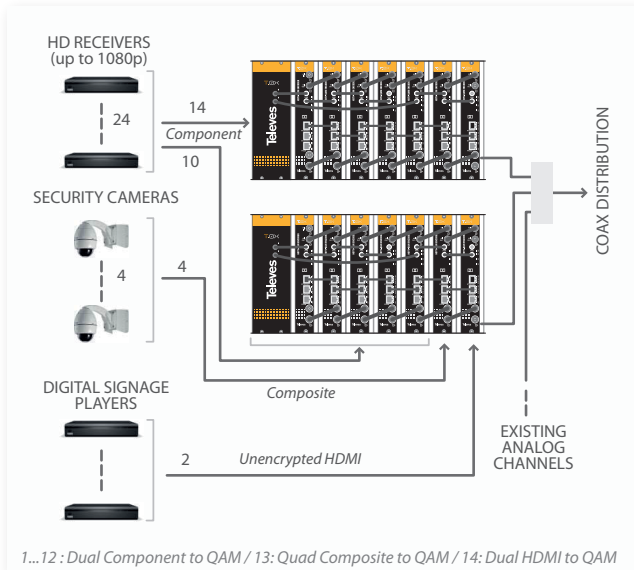 HD RECEIVERS
(up to 1080p)
24
14
Component
10
SECURITY CAMERAS
4
4
Composite
DIGITAL SIGNAGE
PLAYERS
2
Unencrypted HDMI
Televes
Televes
COAX DISTRIBUTION
EXISTING
ANALOG
CHANNELS
1...12 : Dual Component to QAM / 13: Quad Composite to QAM / 14: Dual HDMI to QAM